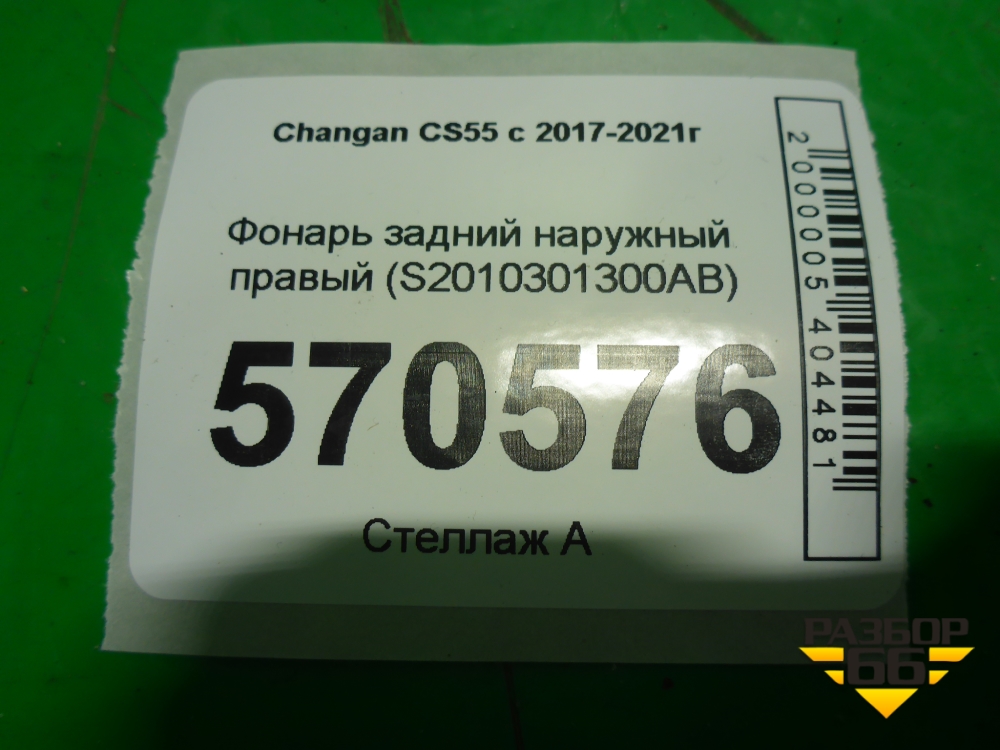 Changan CS55 с 2017-2021г
Фонарь задний наружный
правый (S2010301300AB)
570576
Стеллаж А
2000005404481
РАЗБОР
66